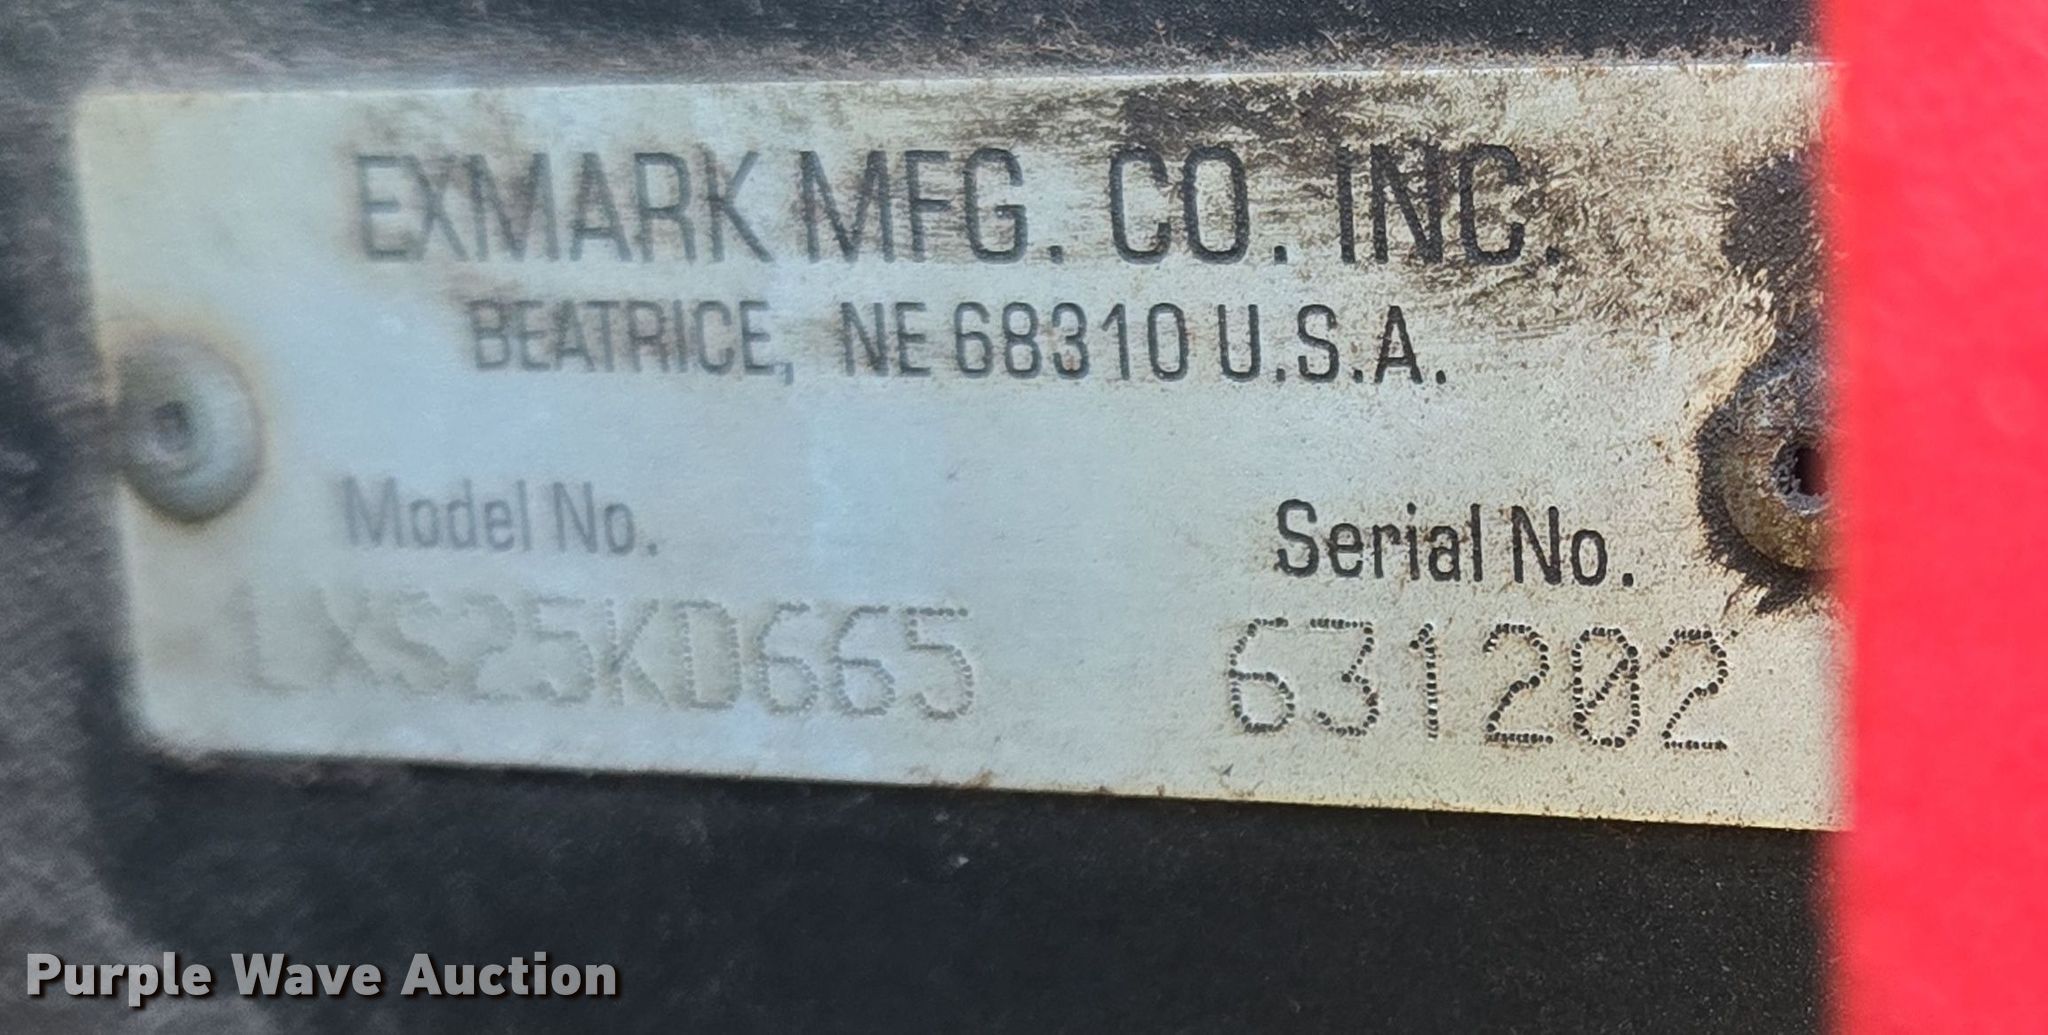 EXMARK MFG. CO. INC.
BEATRICE, NE 68310 U.S.A.
Model No. Serial No.
LXS25KD665 631202
Purple Wave Auction